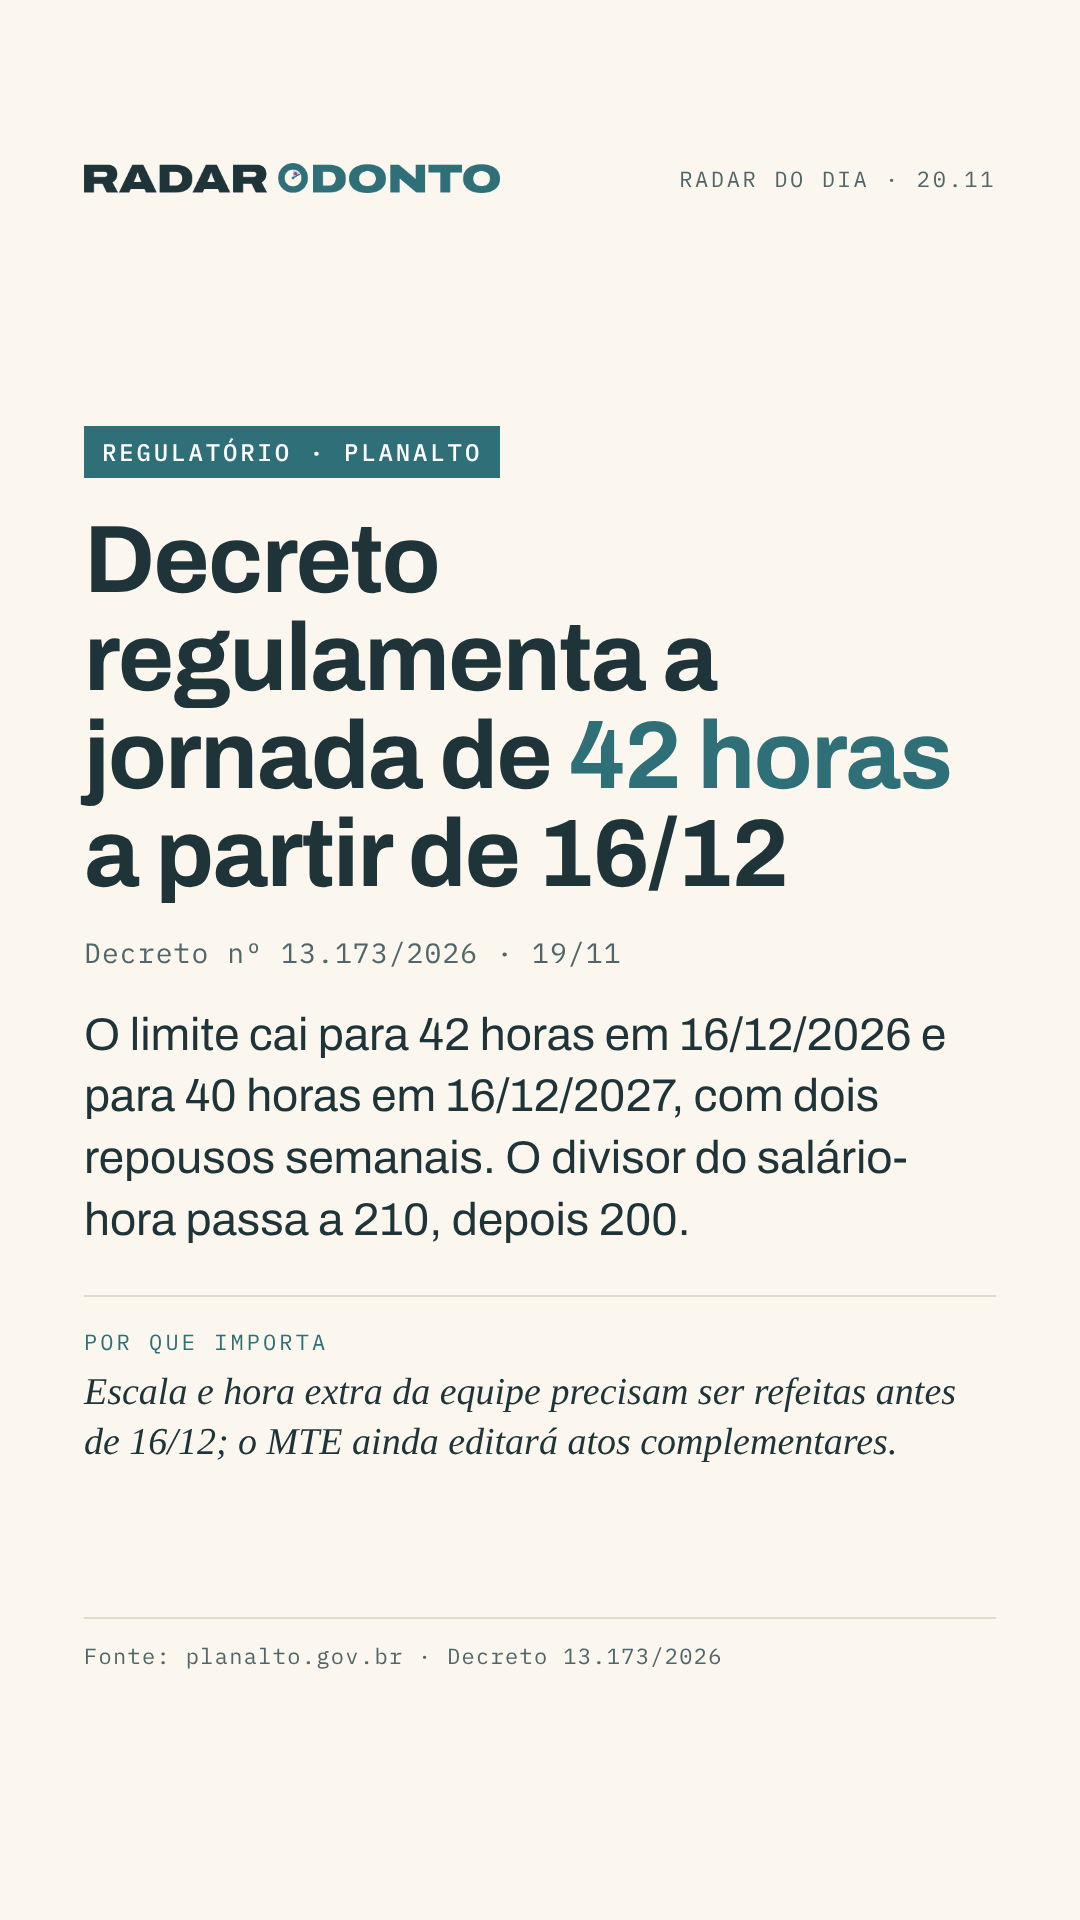 RADAR ODONTO
RADAR DO DIA · 20.11
REGULATÓRIO · PLANALTO
Decreto
regulamenta a
jornada de 42 horas
a partir de 16/12
Decreto nº 13.173/2026 · 19/11
O limite cai para 42 horas em 16/12/2026 e
para 40 horas em 16/12/2027, com dois
repousos semanais. O divisor do salário-
hora passa a 210, depois 200.
POR QUE IMPORTA
Escala e hora extra da equipe precisam ser refeitas antes
de 16/12; o MTE ainda editará atos complementares.
Fonte: planalto.gov.br · Decreto 13.173/2026